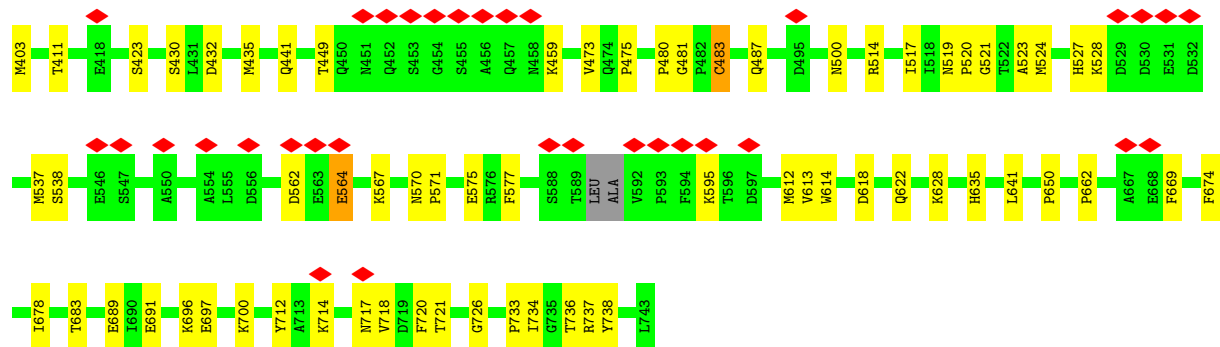 M403 T411 E418 S423 S430 L431 D432 M435 Q441 T449 Q450 N451 Q452 S453 G454 S455 A456 Q457 N458 K459 V473 Q474 P475 P480 G481 P482 C483 Q487 D495 N500 R514 I517 I518 N519 P520 G521 T522 A523 M524 H527 K528 D529 D530 E531 D532
M537 S538 E546 S547 A550 A554 L555 D556 D562 E563 E564 K567 N570 P571 E575 R576 F577 S588 T589 LEU ALA V592 P593 F594 K595 T596 D597 M612 V613 W614 D618 Q622 K628 H635 L641 P650 P662 A667 E668 F669 F674
I678 T683 E689 I690 E691 K696 E697 K700 Y712 A713 K714 N717 V718 D719 F720 T721 G726 P733 I734 G735 T736 R737 Y738 L743